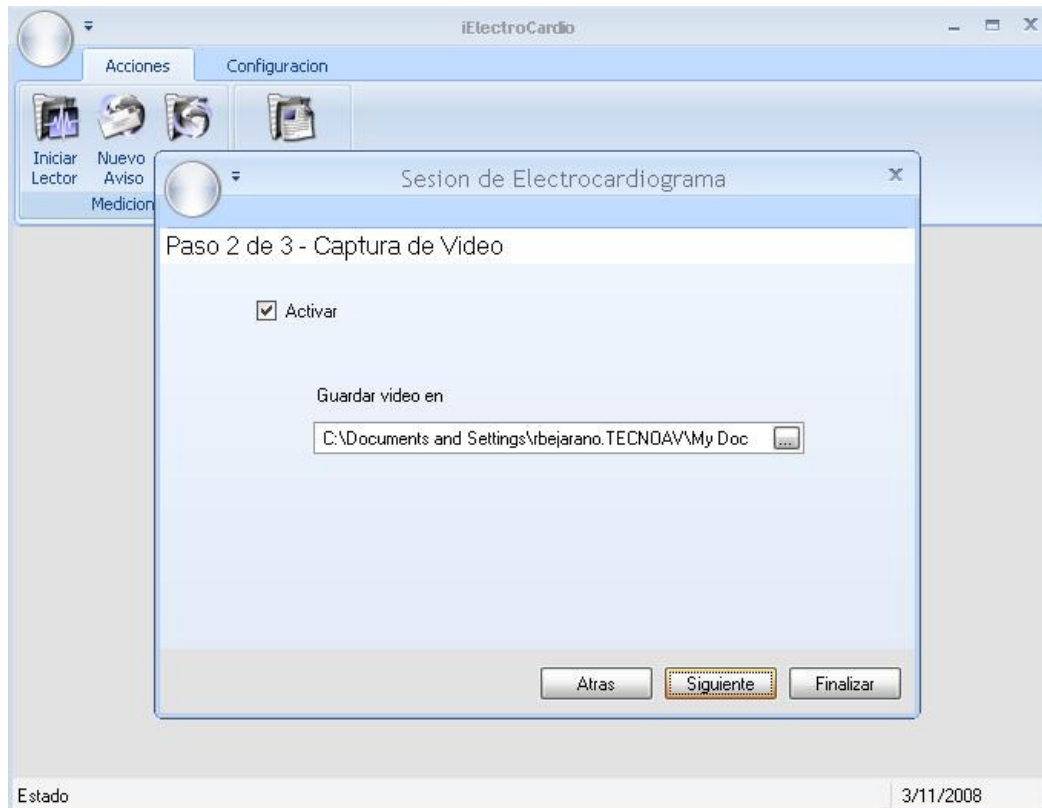 iElectroCardio
Acciones Configuracion
Iniciar Lector
Nuevo Aviso
Medicion
Sesion de Electrocardiograma
Paso 2 de 3 - Captura de Video
Activar
Guardar video en
C:\Documents and Settings\rbejarano.TECNOAV\My Doc ...
Atras Siguiente Finalizar
Estado 3/11/2008